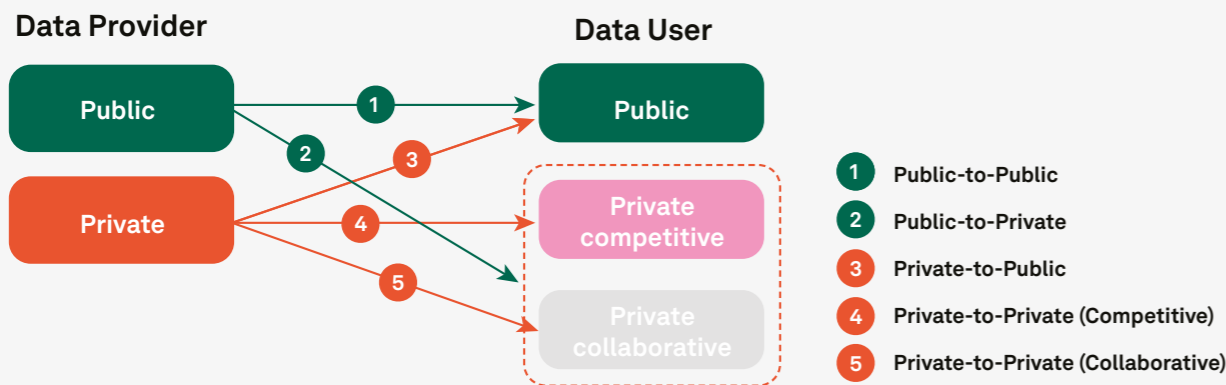 Data Provider
Data User
Public
Private
1
2
3
4
5
Public
Private
competitive
Private
collaborative
1 Public-to-Public
2 Public-to-Private
3 Private-to-Public
4 Private-to-Private (Competitive)
5 Private-to-Private (Collaborative)